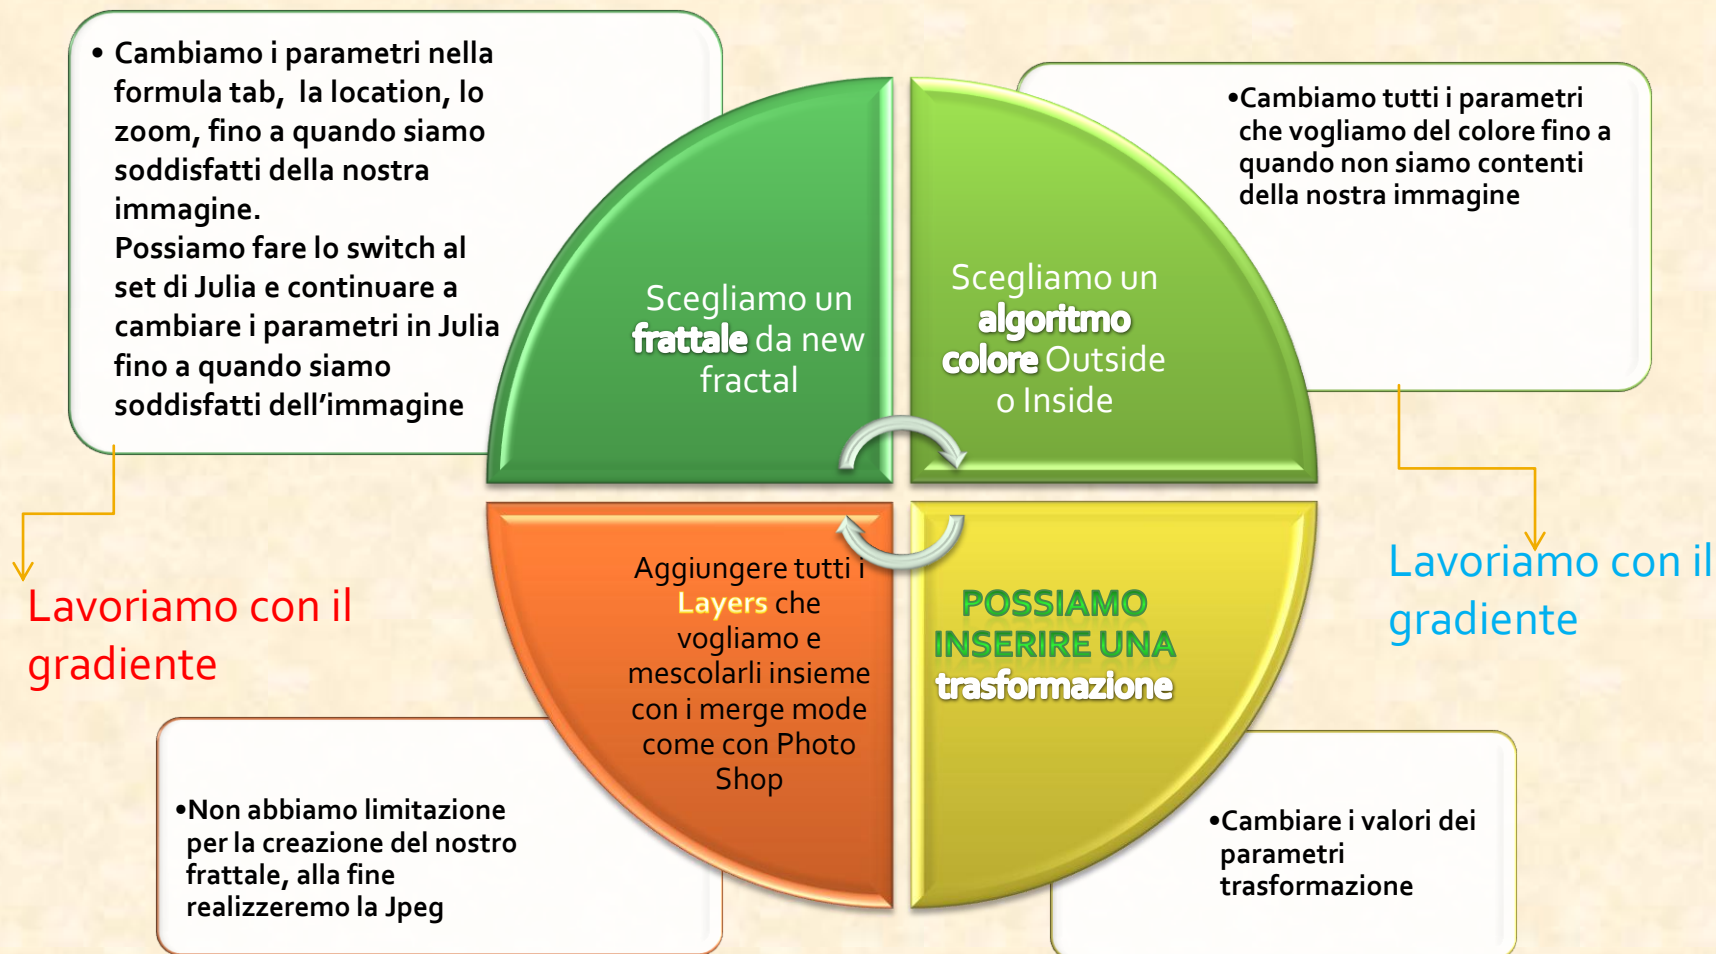 • Cambiamo i parametri nella
formula tab, la location, lo
zoom, fino a quando siamo
soddisfatti della nostra
immagine.
Possiamo fare lo switch al
set di Julia e continuare a
cambiare i parametri in Julia
fino a quando siamo
soddisfatti dell'immagine
•Cambiamo tutti i parametri
che vogliamo del colore fino a
quando non siamo contenti
della nostra immagine
Scegliamo un
frattale da new
fractal
Scegliamo un
algoritmo
colore Outside
o Inside
Lavoriamo con il
gradiente
Aggiungere tutti i
Layers che
vogliamo e
mescolarli insieme
con i merge mode
come con Photo
Shop
POSSIAMO
INSERIRE UNA
trasformazione
Lavoriamo con il
gradiente
•Non abbiamo limitazione
per la creazione del nostro
frattale, alla fine
realizzeremo la Jpeg
•Cambiare i valori dei
parametri
trasformazione